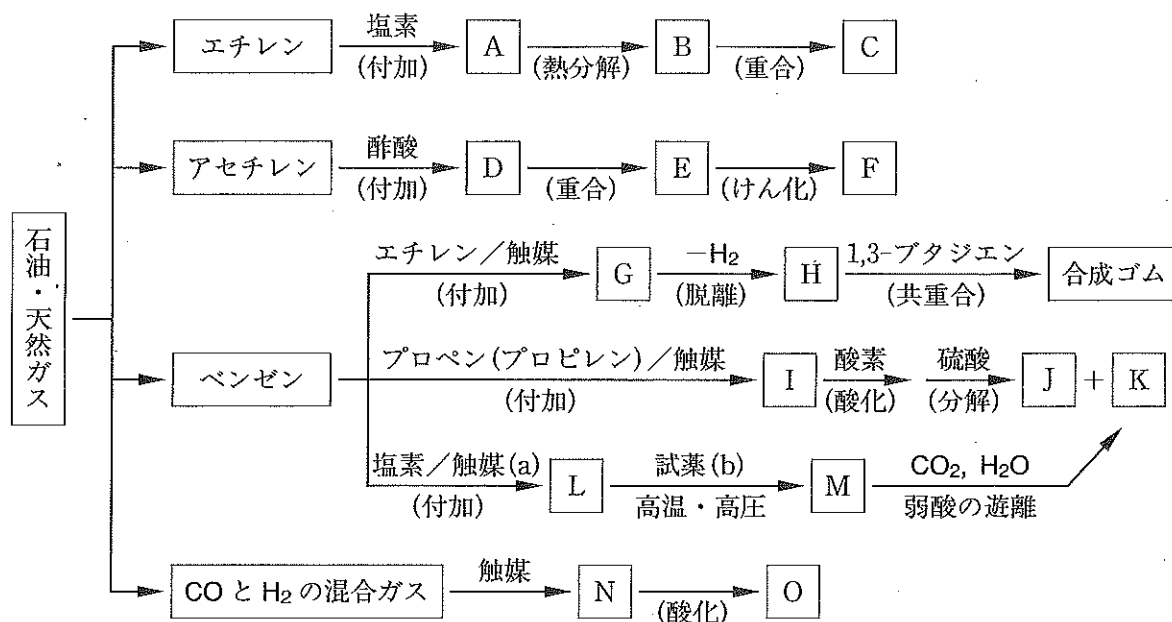 塩素
エチレン (付加) A (熱分解) B (重合) C
酢酸
アセチレン (付加) D (重合) E (けん化) F
石油・天然ガス
エチレン/触媒 (付加) G −H₂ (脱離) H 1,3-ブタジエン (共重合) 合成ゴム
ベンゼン
プロペン(プロピレン)/触媒 (付加) I 酸素 (酸化) 硫酸 (分解) J + K
塩素/触媒(a) (付加) L 試薬(b) 高温・高圧 M CO₂, H₂O 弱酸の遊離
COとH₂の混合ガス 触媒 N (酸化) O